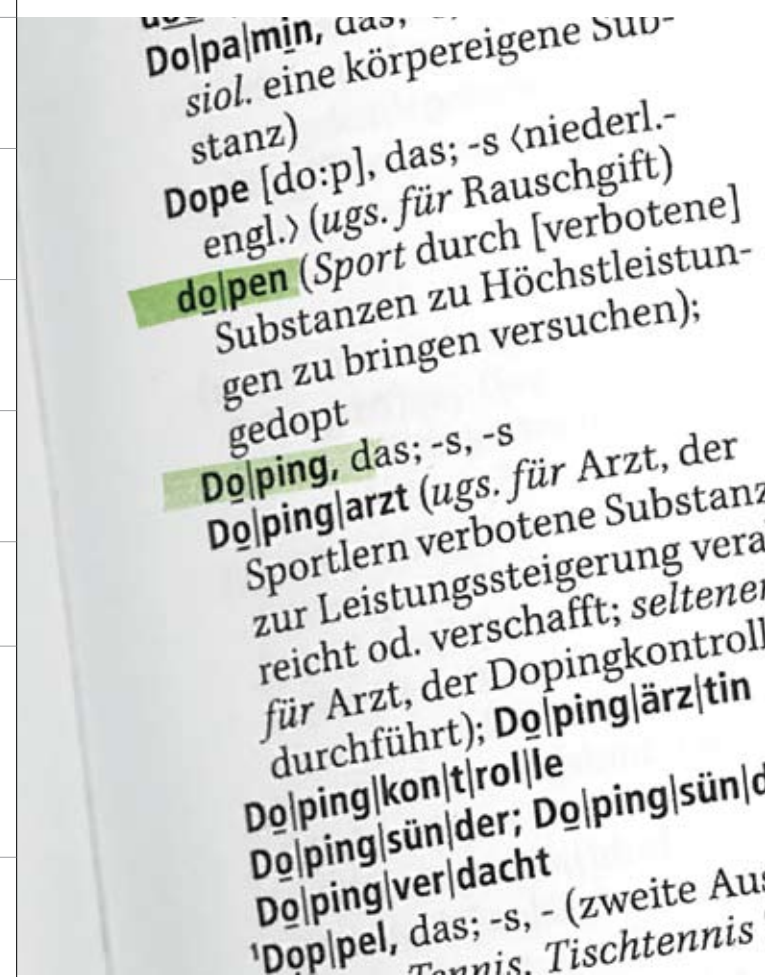 Do|pa|min, das;
siol. eine körpereigene Sub-
stanz)
Dope [do:p], das; -s ⟨niederl.-
engl.⟩ (ugs. für Rauschgift)
do|pen (Sport durch [verbotene]
Substanzen zu Höchstleistun-
gen zu bringen versuchen);
gedopt
Do|ping, das; -s, -s
Do|ping|arzt (ugs. für Arzt, der
Sportlern verbotene Substanz
zur Leistungssteigerung vera
reicht od. verschafft; seltener
für Arzt, der Dopingkontroll
durchführt); Do|ping|ärz|tin
Do|ping|kon|t|rol|le
Do|ping|sün|der; Do|ping|sün|d
Do|ping|ver|dacht
¹Dop|pel, das; -s, - (zweite Aus
Tennis, Tischtennis